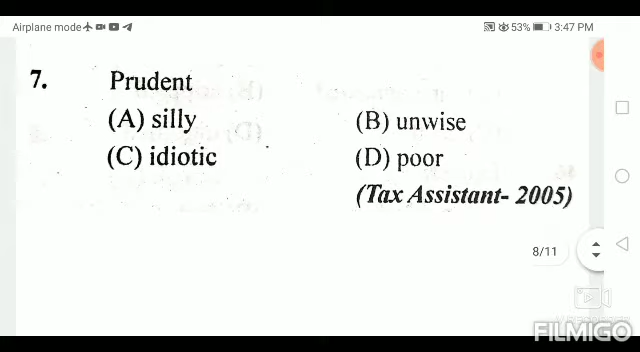 Airplane mode 53% 3:47 PM
7. Prudent
(A) silly (B) unwise
(C) idiotic (D) poor
(Tax Assistant- 2005)
8/11
FILMIGO